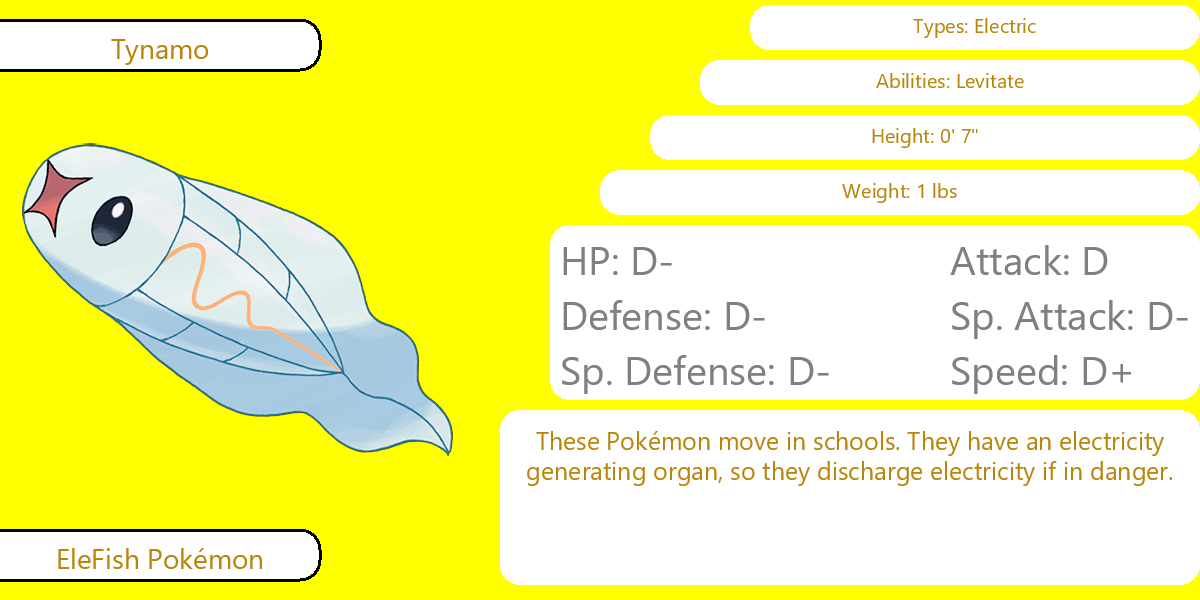 Tynamo
EleFish Pokémon
Types: Electric
Abilities: Levitate
Height: 0' 7"
Weight: 1 lbs
HP: D-
Attack: D
Defense: D-
Sp. Attack: D-
Sp. Defense: D-
Speed: D+
These Pokémon move in schools. They have an electricity
generating organ, so they discharge electricity if in danger.